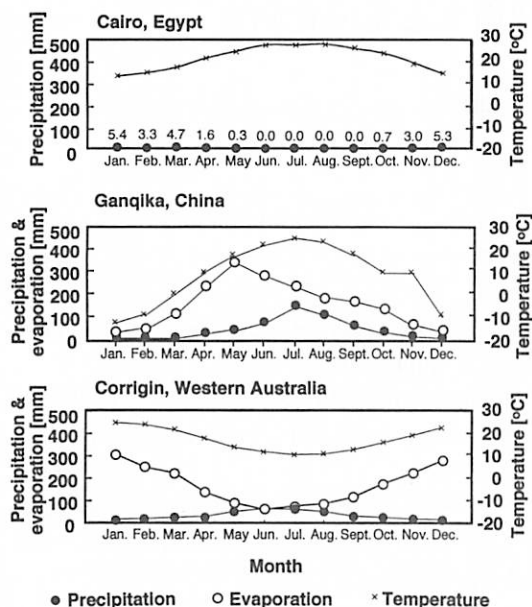 Cairo, Egypt
Precipitation [mm]
500
400
300
200
100
0
5.4 3.3 4.7 1.6 0.3 0.0 0.0 0.0 0.0 0.7 3.0 5.3
Jan. Feb. Mar. Apr. May Jun. Jul. Aug. Sept. Oct. Nov. Dec.
30
20
10
0
-10
-20
Temperature [°C]
Ganqika, China
Precipitation &
evaporation [mm]
500
400
300
200
100
0
Jan. Feb. Mar. Apr. May Jun. Jul. Aug. Sept. Oct. Nov. Dec.
30
20
10
0
-10
-20
Temperature [°C]
Corrigin, Western Australia
Precipitation &
evaporation [mm]
500
400
300
200
100
0
Jan. Feb. Mar. Apr. May Jun. Jul. Aug. Sept. Oct. Nov. Dec.
30
20
10
0
-10
-20
Temperature [°C]
Month
Precipitation Evaporation Temperature